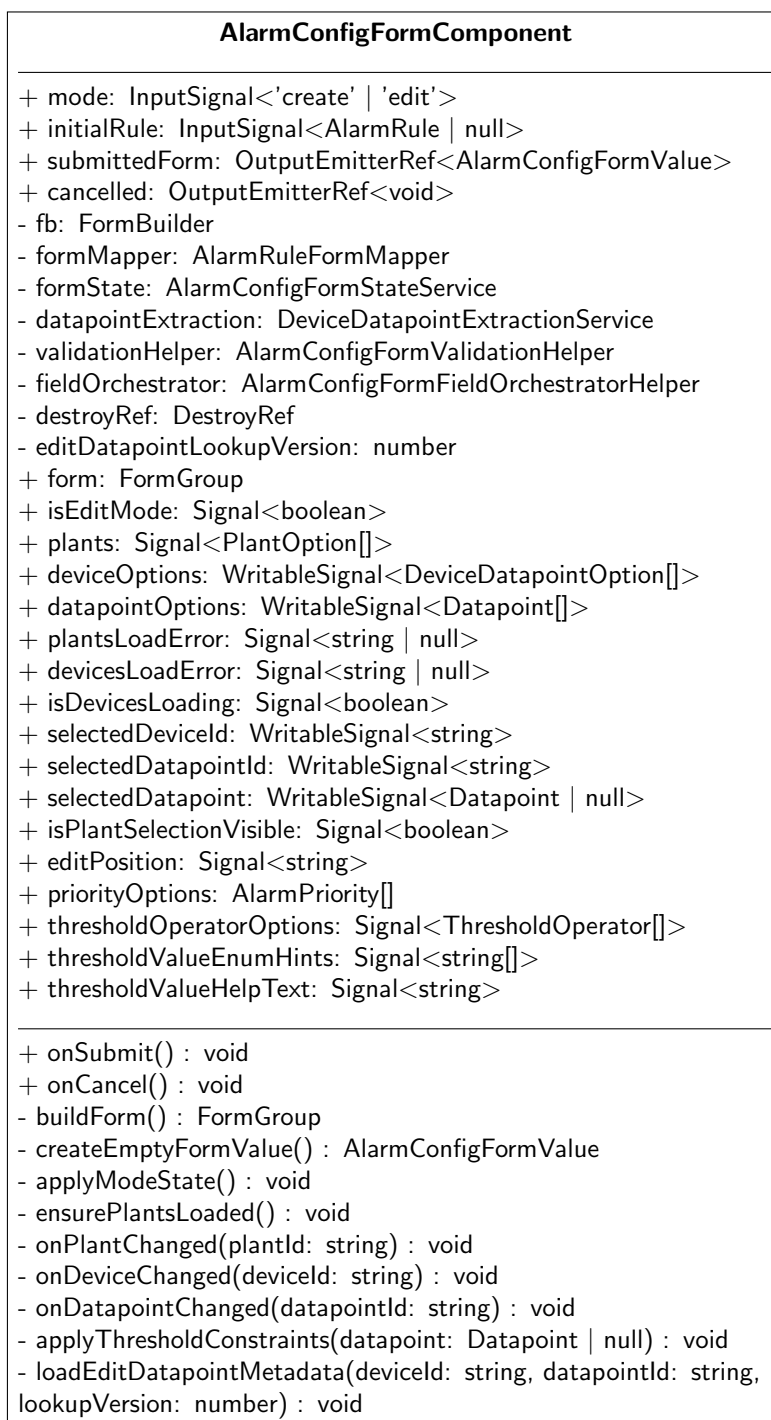 AlarmConfigFormComponent
+ mode: InputSignal<'create' | 'edit'>
+ initialRule: InputSignal<AlarmRule | null>
+ submittedForm: OutputEmitterRef<AlarmConfigFormValue>
+ cancelled: OutputEmitterRef<void>
- fb: FormBuilder
- formMapper: AlarmRuleFormMapper
- formState: AlarmConfigFormStateService
- datapointExtraction: DeviceDatapointExtractionService
- validationHelper: AlarmConfigFormValidationHelper
- fieldOrchestrator: AlarmConfigFormFieldOrchestratorHelper
- destroyRef: DestroyRef
- editDatapointLookupVersion: number
+ form: FormGroup
+ isEditMode: Signal<boolean>
+ plants: Signal<PlantOption[]>
+ deviceOptions: WritableSignal<DeviceDatapointOption[]>
+ datapointOptions: WritableSignal<Datapoint[]>
+ plantsLoadError: Signal<string | null>
+ devicesLoadError: Signal<string | null>
+ isDevicesLoading: Signal<boolean>
+ selectedDeviceId: WritableSignal<string>
+ selectedDatapointId: WritableSignal<string>
+ selectedDatapoint: WritableSignal<Datapoint | null>
+ isPlantSelectionVisible: Signal<boolean>
+ editPosition: Signal<string>
+ priorityOptions: AlarmPriority[]
+ thresholdOperatorOptions: Signal<ThresholdOperator[]>
+ thresholdValueEnumHints: Signal<string[]>
+ thresholdValueHelpText: Signal<string>
+ onSubmit() : void
+ onCancel() : void
- buildForm() : FormGroup
- createEmptyFormValue() : AlarmConfigFormValue
- applyModeState() : void
- ensurePlantsLoaded() : void
- onPlantChanged(plantId: string) : void
- onDeviceChanged(deviceId: string) : void
- onDatapointChanged(datapointId: string) : void
- applyThresholdConstraints(datapoint: Datapoint | null) : void
- loadEditDatapointMetadata(deviceId: string, datapointId: string,
lookupVersion: number) : void